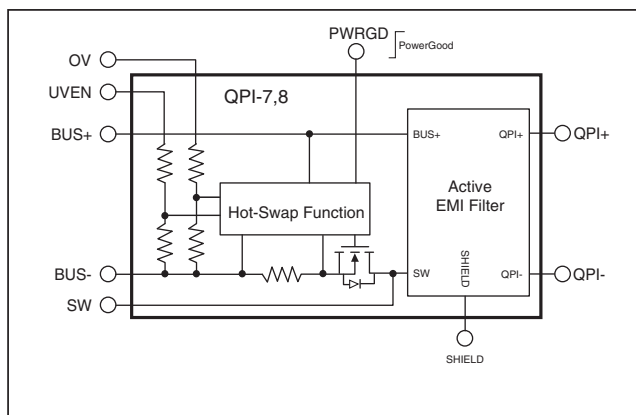 PWRGD
PowerGood
OV
UVEN
QPI-7,8
BUS+
BUS+
QPI+
QPI+
Active
EMI Filter
Hot-Swap Function
SHIELD
BUS-
SW
QPI-
QPI-
SW
SHIELD